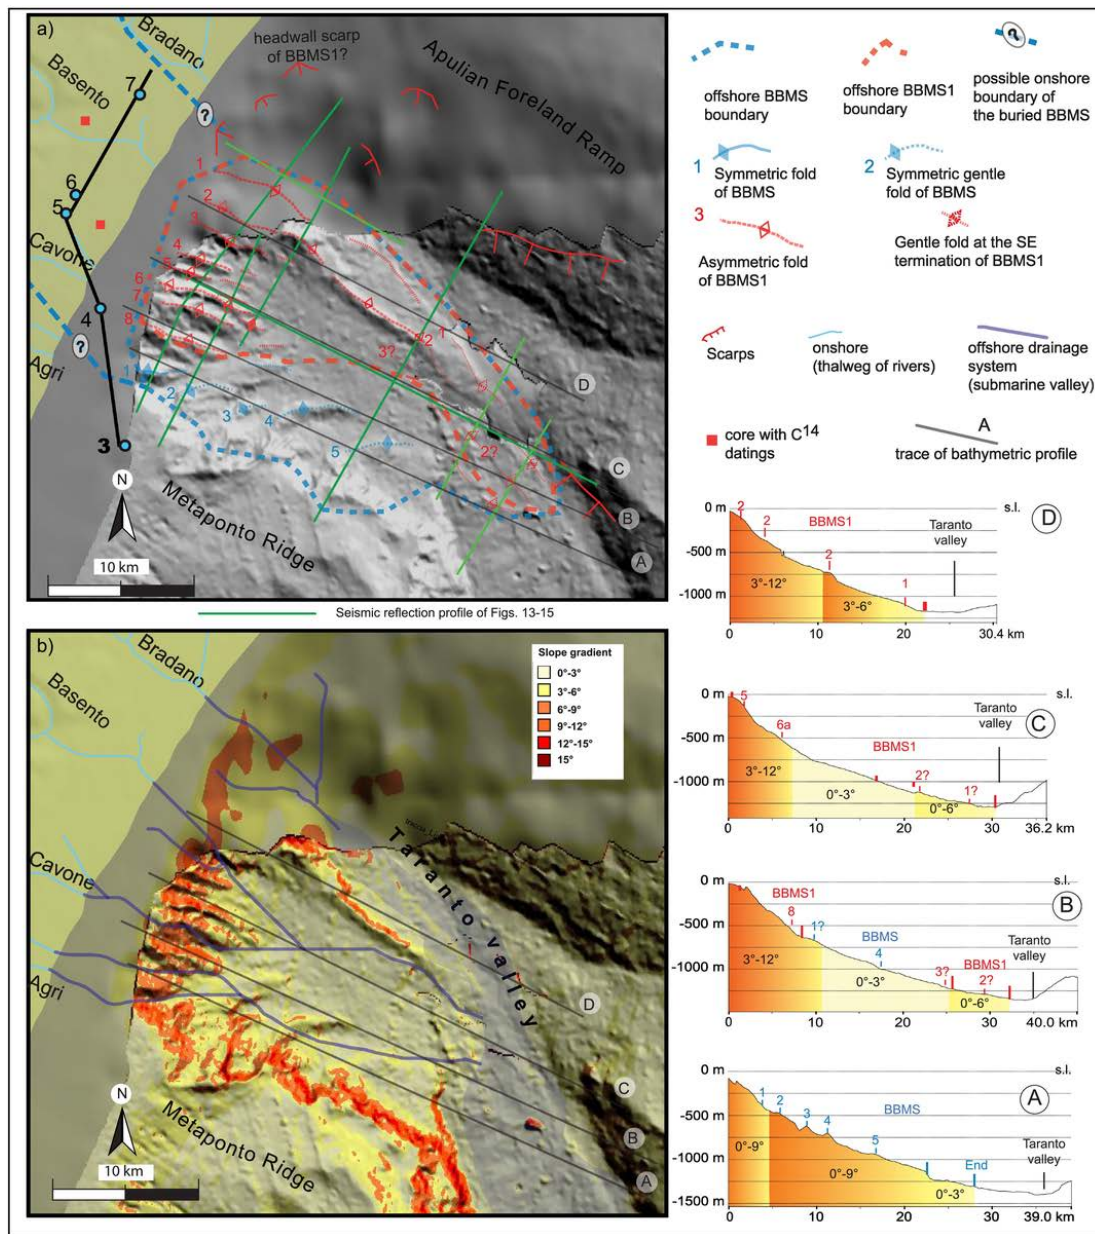 a)
Bradano
Basento
7
6
5
Cavone
4
Agri
3
headwall scarp
of BBMS1?
Apulian Foreland Ramp
?
?
1
2
3
4
5
6
7
8
1
2
3
4
5
3?
2
1
2?
D
C
B
A
N
Metaponto Ridge
10 km
offshore BBMS
boundary
offshore BBMS1
boundary
?
possible onshore
boundary of
the buried BBMS
1
Symmetric fold
of BBMS
2
Symmetric gentle
fold of BBMS
3
Asymmetric fold
of BBMS1
Gentle fold at the SE
termination of BBMS1
Scarps
onshore
(thalweg of rivers)
offshore drainage
system
(submarine valley)
core with C14
datings
A
trace of bathymetric profile
Seismic reflection profile of Figs. 13-15
0 m
-500 m
-1000 m
2
2
BBMS1
2
1
Taranto
valley
s.l.
D
3°-12°
3°-6°
0
10
20
30.4 km
0 m
-500 m
-1000 m
5
6a
BBMS1
2?
1?
Taranto
valley
s.l.
C
3°-12°
0°-3°
0°-6°
0
10
20
30
36.2 km
0 m
-500 m
-1000 m
BBMS1
8
1?
BBMS
4
3?
BBMS1
2?
Taranto
valley
s.l.
B
3°-12°
0°-3°
0°-6°
0
10
20
30
40.0 km
0 m
-500 m
-1000 m
-1500 m
1
2
3
4
5
BBMS
End
Taranto
valley
s.l.
A
0°-9°
0°-9°
0°-3°
0
10
20
30
39.0 km
b)
Bradano
Basento
Cavone
Agri
Slope gradient
0°-3°
3°-6°
6°-9°
9°-12°
12°-15°
15°
Taranto valley
D
C
B
A
N
Metaponto Ridge
10 km